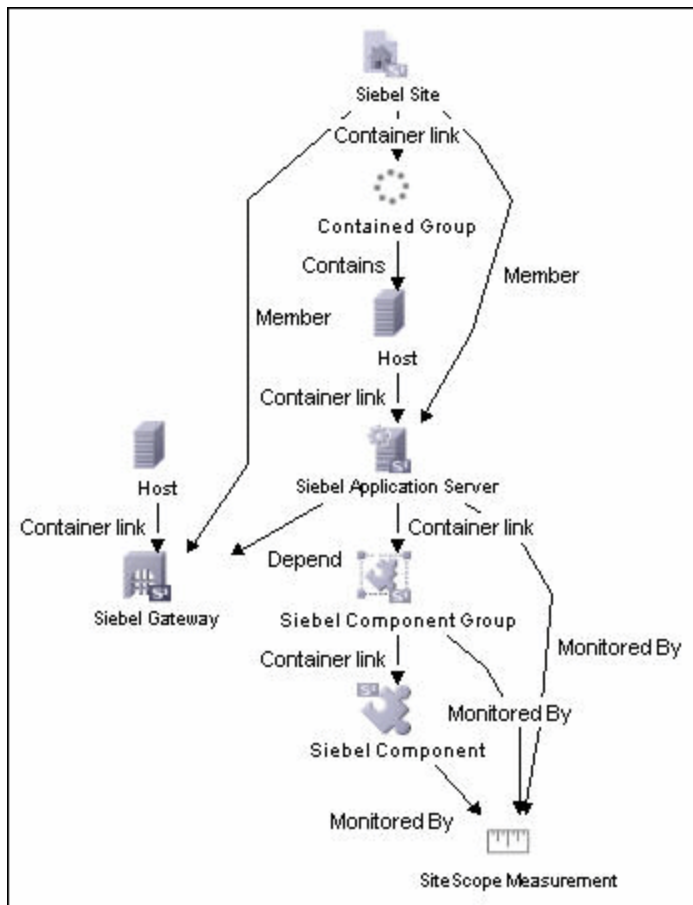 Siebel Site
Container link
Contained Group
Contains
Member
Member
Host
Container link
Host
Siebel Application Server
Container link
Container link
Depend
Siebel Gateway
Siebel Component Group
Container link
Monitored By
Monitored By
Siebel Component
Monitored By
SiteScope Measurement